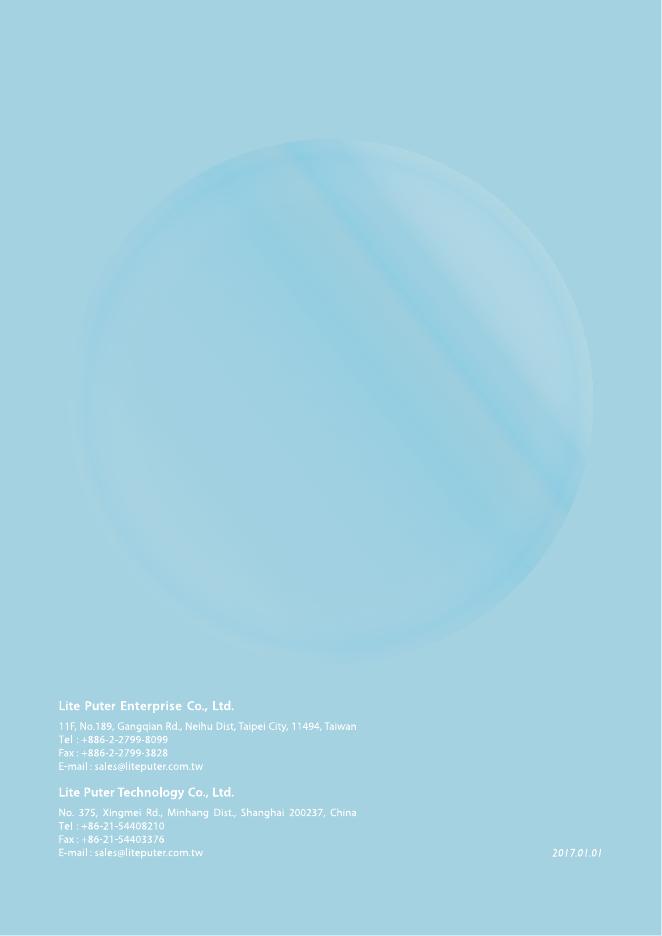 Lite Puter Enterprise Co., Ltd.
11F, No.189, Gangqian Rd., Neihu Dist, Taipei City, 11494, Taiwan
Tel : +886-2-2799-8099
Fax : +886-2-2799-3828
E-mail : sales@liteputer.com.tw
Lite Puter Technology Co., Ltd.
No. 375, XIngmei Rd., Minhang Dist., Shanghai 200237, China
Tel : +86-21-54408210
Fax : +86-21-54403376
E-mail : sales@liteputer.com.tw
2017.01.01